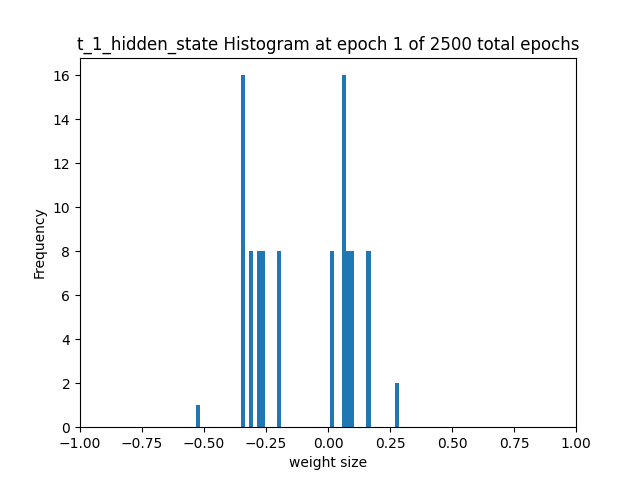 t_1_hidden_state Histogram at epoch 1 of 2500 total epochs
16
14
12
10
8
6
4
2
0
Frequency
−1.00 −0.75 −0.50 −0.25 0.00 0.25 0.50 0.75 1.00
weight size